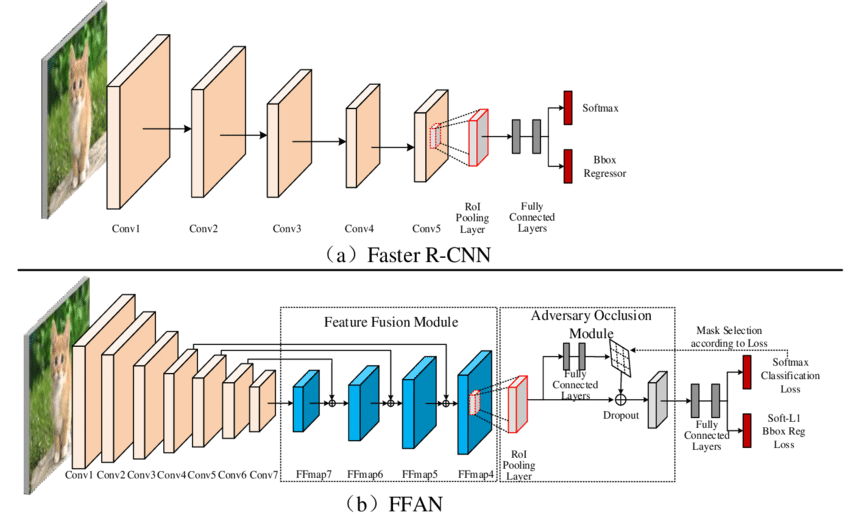 Conv1
Conv2
Conv3
Conv4
Conv5
RoI
Pooling
Layer
Fully
Connected
Layers
Softmax
Bbox
Regressor
（a）Faster R-CNN
Feature Fusion Module
Adversary Occlusion
Module
Mask Selection
according to Loss
Fully
Connected
Layers
Dropout
Softmax
Classification
Loss
Fully
Connected
Layers
Soft-L1
Bbox Reg
Loss
Conv1
Conv2
Conv3
Conv4
Conv5
Conv6
Conv7
FFmap7
FFmap6
FFmap5
FFmap4
RoI
Pooling
Layer
（b）FFAN